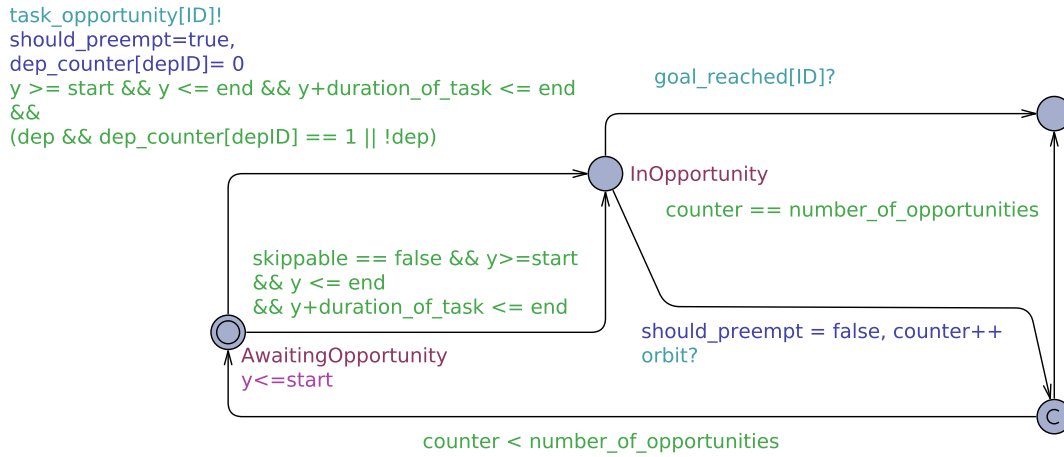 task_opportunity[ID]!
should_preempt=true,
dep_counter[depID]= 0
y >= start && y <= end && y+duration_of_task <= end
&&
(dep && dep_counter[depID] == 1 || !dep)
goal_reached[ID]?
InOpportunity
counter == number_of_opportunities
skippable == false && y>=start
&& y <= end
&& y+duration_of_task <= end
should_preempt = false, counter++
orbit?
AwaitingOpportunity
y<=start
C
counter < number_of_opportunities